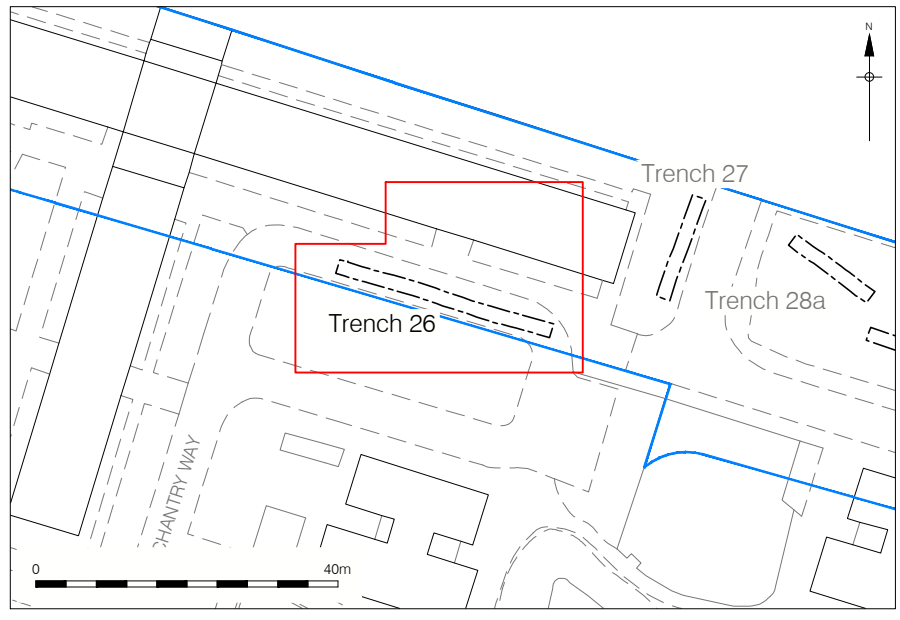 N
Trench 27
Trench 28a
Trench 26
CHANTRY WAY
0 40m